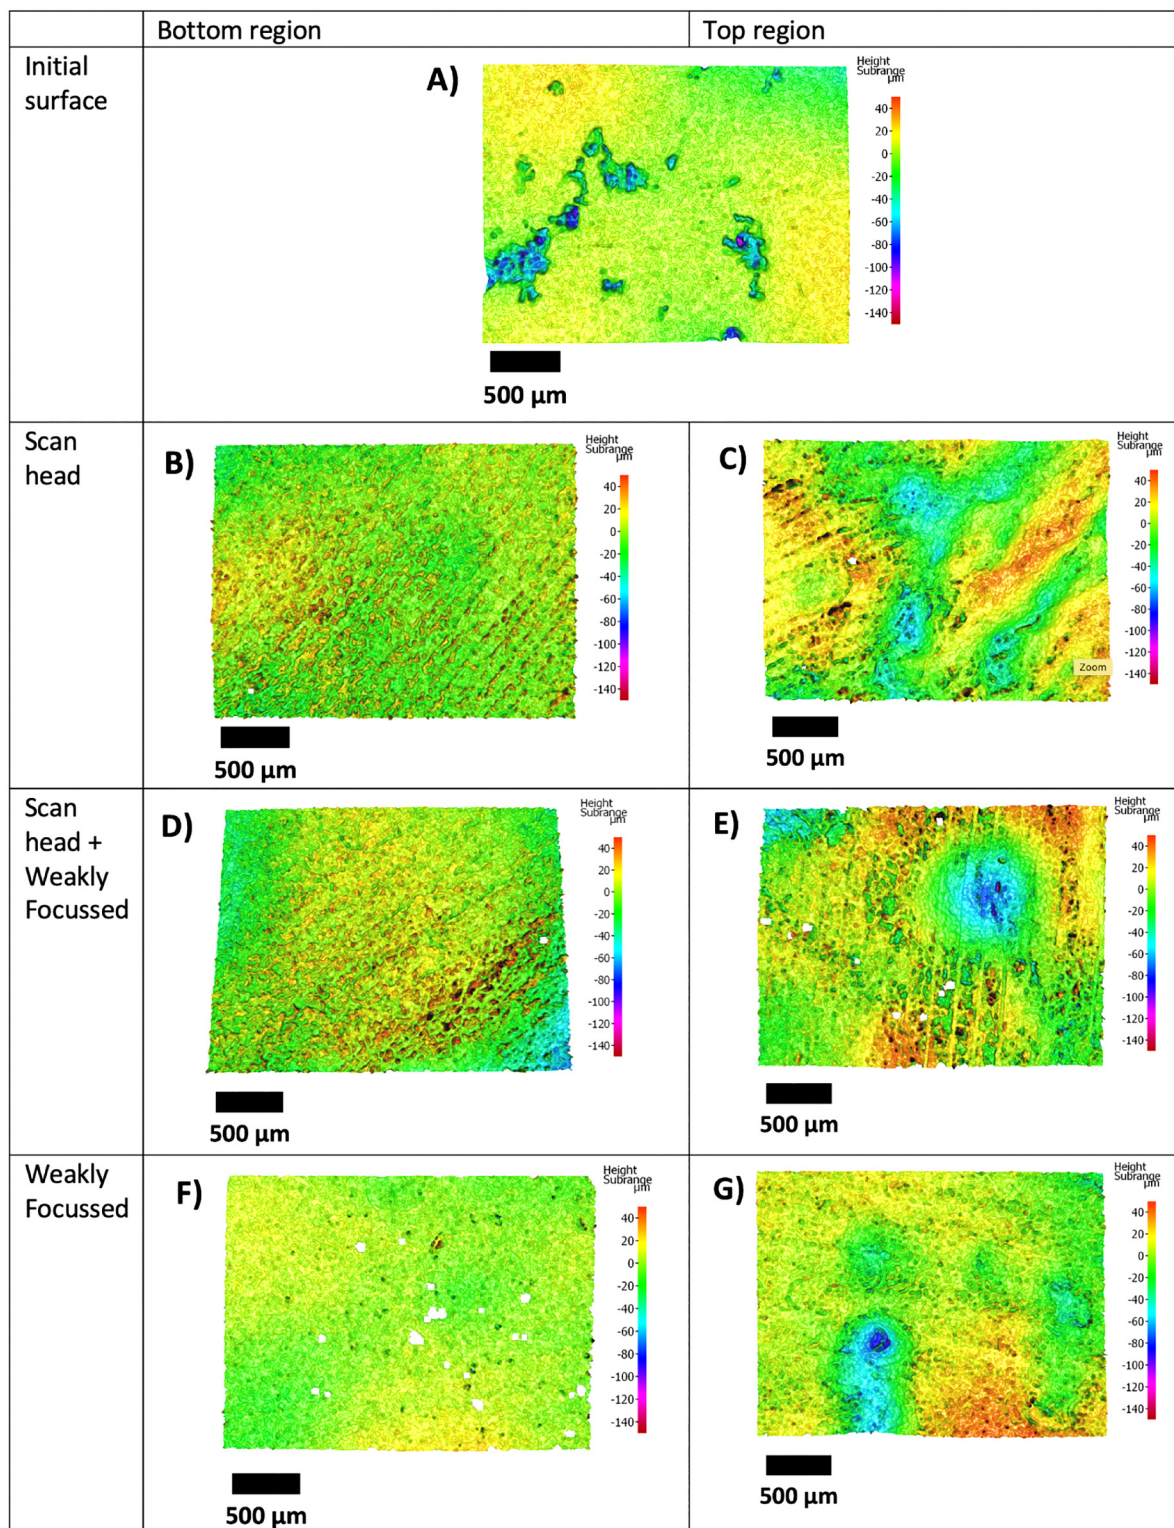 Bottom region
Top region
Initial
surface
A)
Height
Subrange
µm
40
20
0
-20
-40
-60
-80
-100
-120
-140
500 µm
Scan
head
B)
Height
Subrange
µm
40
20
0
-20
-40
-60
-80
-100
-120
-140
500 µm
C)
Height
Subrange
µm
40
20
0
-20
-40
-60
-80
-100
-120
-140
Zoom
500 µm
Scan
head +
Weakly
Focussed
D)
Height
Subrange
µm
40
20
0
-20
-40
-60
-80
-100
-120
-140
500 µm
E)
Height
Subrange
µm
40
20
0
-20
-40
-60
-80
-100
-120
-140
500 µm
Weakly
Focussed
F)
Height
Subrange
µm
40
20
0
-20
-40
-60
-80
-100
-120
-140
500 µm
G)
Height
Subrange
µm
40
20
0
-20
-40
-60
-80
-100
-120
-140
500 µm